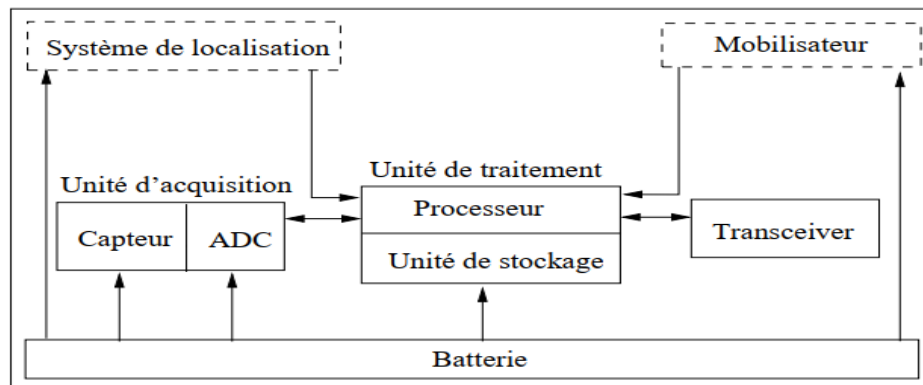 Système de localisation
Mobilisateur
Unité de traitement
Unité d'acquisition
Processeur
Capteur
ADC
Transceiver
Unité de stockage
Batterie